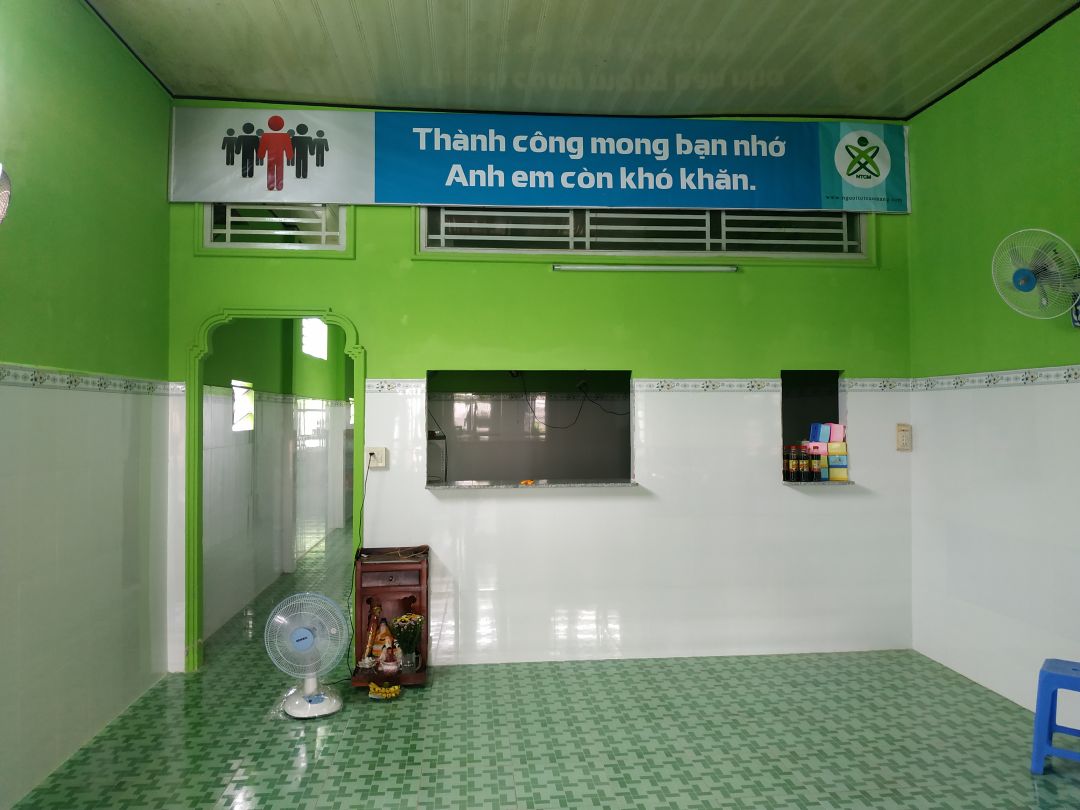 Thành công mong bạn nhớ
Anh em còn khó khăn.
NTCM